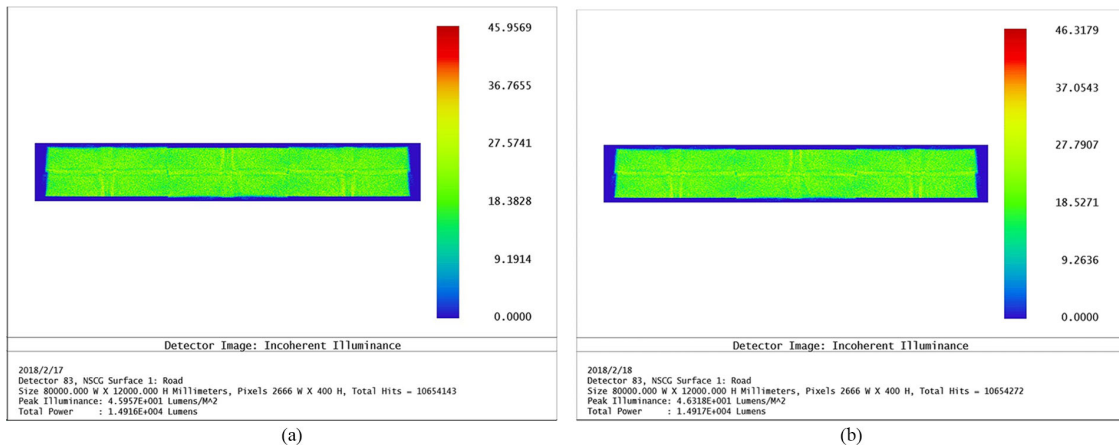 45.9569
36.7655
27.5741
18.3828
9.1914
0.0000
Detector Image: Incoherent Illuminance
2018/2/17
Detector 83, NSCG Surface 1: Road
Size 80000.000 W X 12000.000 H Millimeters, Pixels 2666 W X 400 H, Total Hits = 10654143
Peak Illuminance: 4.5957E+001 Lumens/M^2
Total Power : 1.4916E+004 Lumens
(a)
46.3179
37.0543
27.7907
18.5271
9.2636
0.0000
Detector Image: Incoherent Illuminance
2018/2/18
Detector 83, NSCG Surface 1: Road
Size 80000.000 W X 12000.000 H Millimeters, Pixels 2666 W X 400 H, Total Hits = 10654272
Peak Illuminance: 4.6318E+001 Lumens/M^2
Total Power : 1.4917E+004 Lumens
(b)